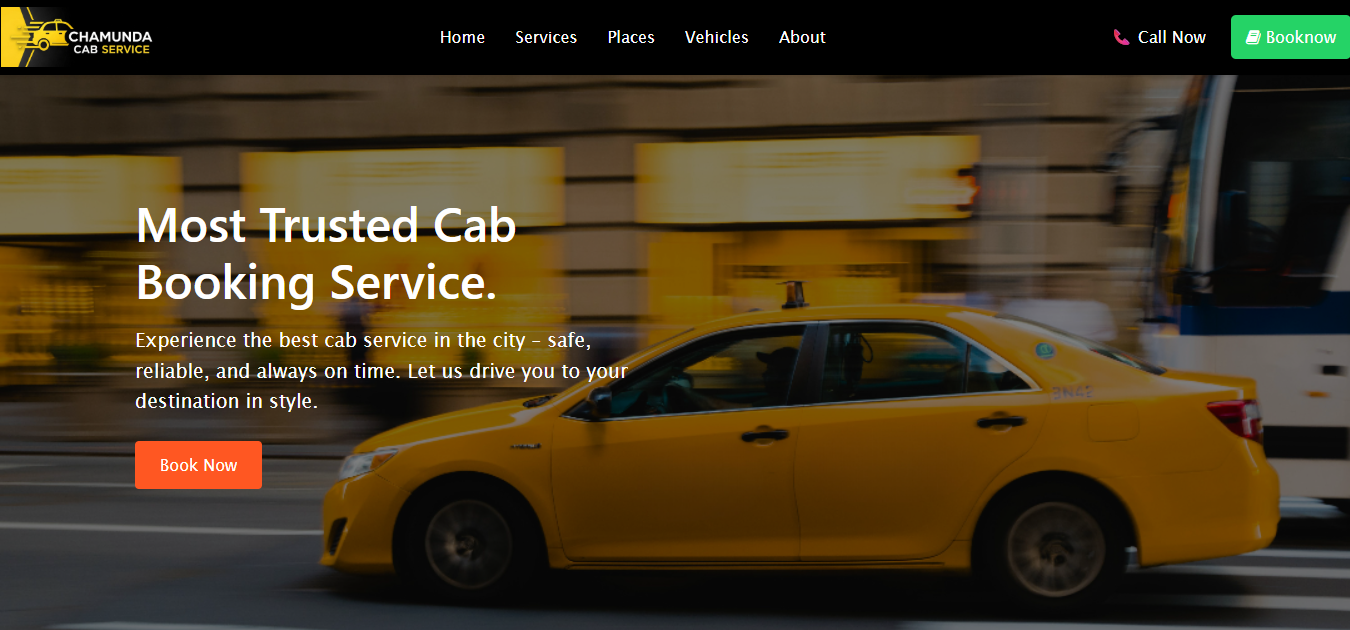 CHAMUNDA
CAB SERVICE
Home Services Places Vehicles About
Call Now
Booknow
Most Trusted Cab
Booking Service.
Experience the best cab service in the city – safe,
reliable, and always on time. Let us drive you to your
destination in style.
Book Now